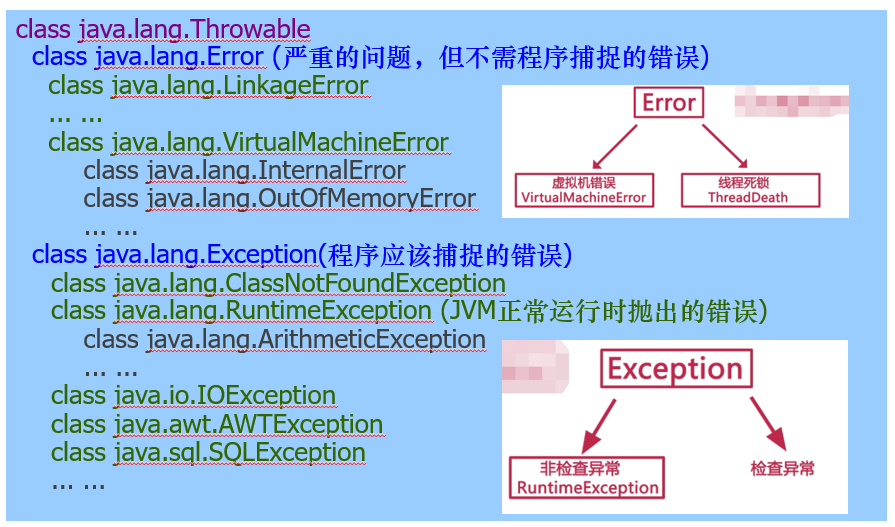 class java.lang.Throwable
class java.lang.Error (严重的问题，但不需程序捕捉的错误)
class java.lang.LinkageError
... ...
class java.lang.VirtualMachineError
class java.lang.InternalError
class java.lang.OutOfMemoryError
... ...
Error
虚拟机错误
VirtualMachineError
线程死锁
ThreadDeath
class java.lang.Exception(程序应该捕捉的错误)
class java.lang.ClassNotFoundException
class java.lang.RuntimeException (JVM正常运行时抛出的错误)
class java.lang.ArithmeticException
... ...
class java.io.IOException
class java.awt.AWTException
class java.sql.SQLException
... ...
Exception
非检查异常
RuntimeException
检查异常